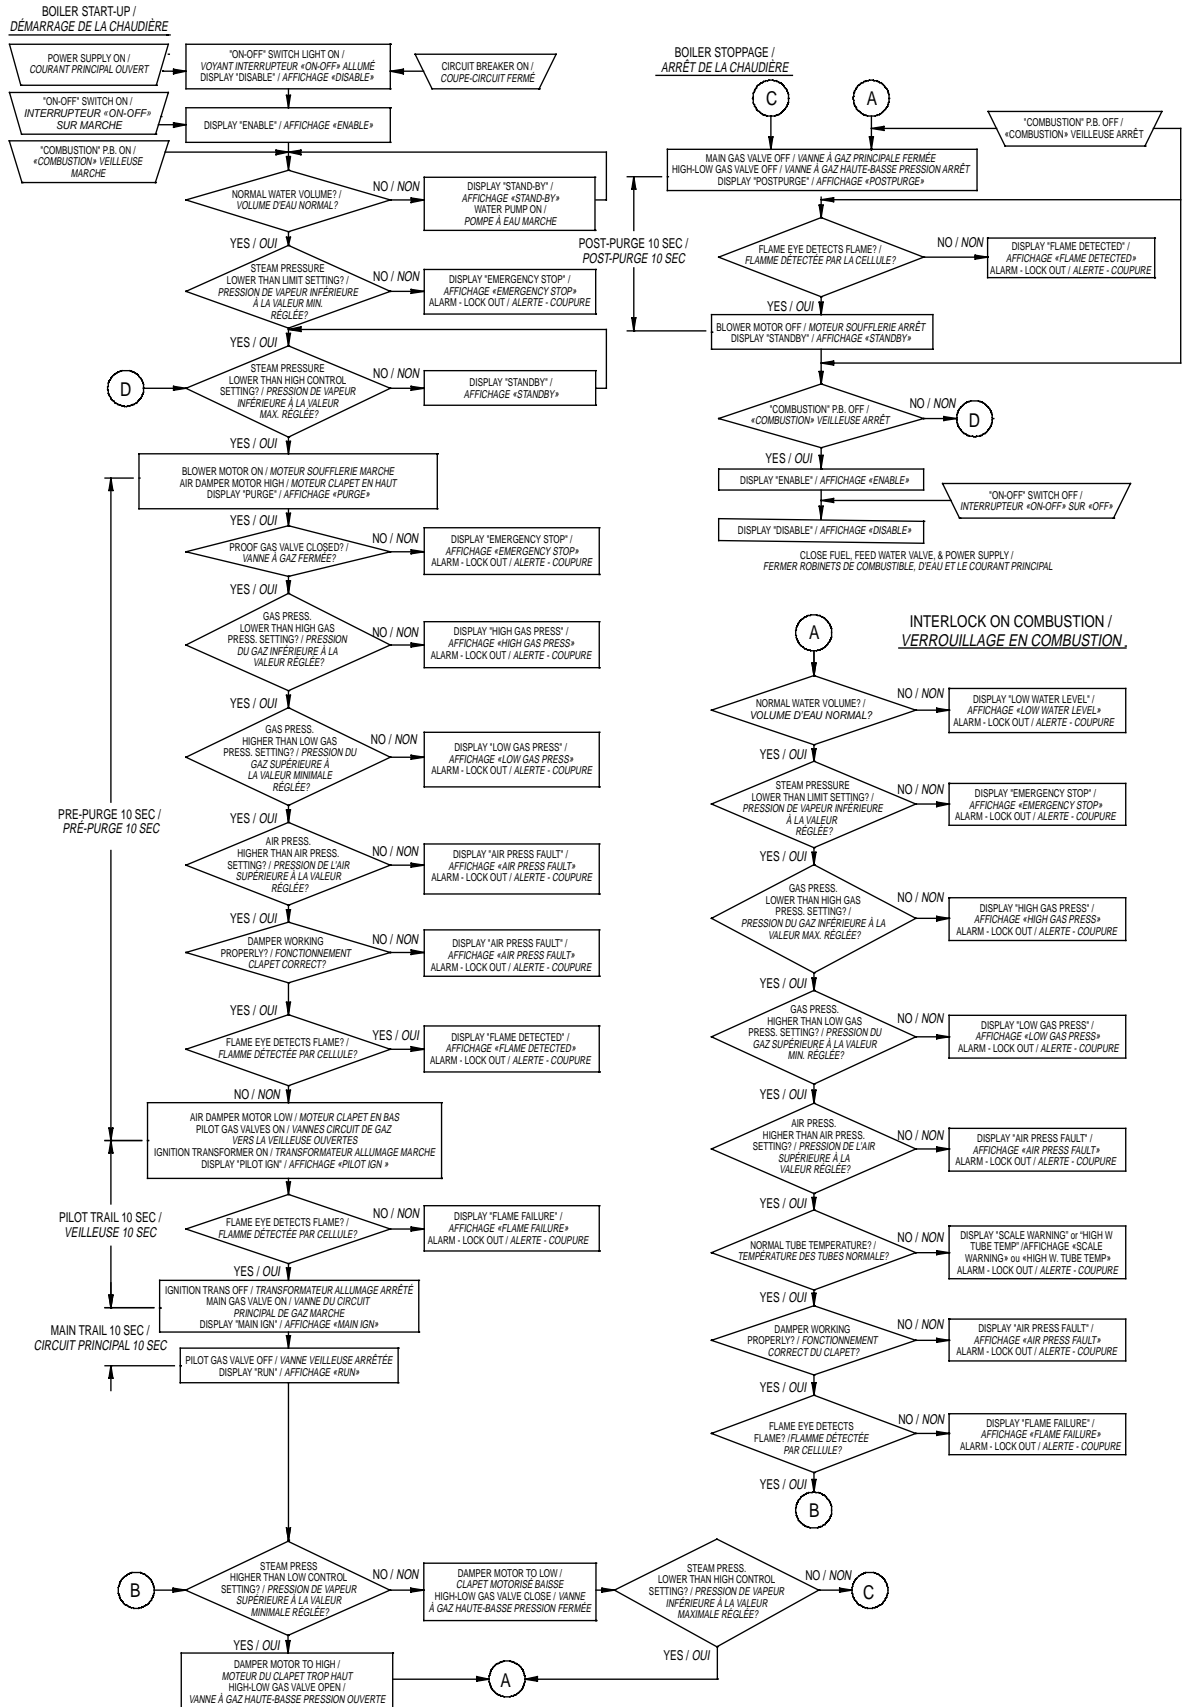 BOILER START-UP /
DÉMARRAGE DE LA CHAUDIÈRE
POWER SUPPLY ON /
COURANT PRINCIPAL OUVERT
"ON-OFF" SWITCH LIGHT ON /
VOYANT INTERRUPTEUR «ON-OFF» ALLUMÉ
DISPLAY "DISABLE" / AFFICHAGE «DISABLE»
CIRCUIT BREAKER ON /
COUPE-CIRCUIT FERMÉ
"ON-OFF" SWITCH ON /
INTERRUPTEUR «ON-OFF»
SUR MARCHE
DISPLAY "ENABLE" / AFFICHAGE «ENABLE»
"COMBUSTION" P.B. ON /
«COMBUSTION» VEILLEUSE
MARCHE
NORMAL WATER VOLUME? /
VOLUME D'EAU NORMAL?
NO / NON
DISPLAY "STAND-BY" /
AFFICHAGE «STAND-BY»
WATER PUMP ON /
POMPE À EAU MARCHE
YES / OUI
STEAM PRESSURE
LOWER THAN LIMIT SETTING? /
PRESSION DE VAPEUR INFÉRIEURE
À LA VALEUR MIN.
RÉGLÉE?
NO / NON
DISPLAY "EMERGENCY STOP" /
AFFICHAGE «EMERGENCY STOP»
ALARM - LOCK OUT / ALERTE - COUPURE
YES / OUI
D
STEAM PRESSURE
LOWER THAN HIGH CONTROL
SETTING? / PRESSION DE VAPEUR
INFÉRIEURE À LA VALEUR
MAX. RÉGLÉE?
NO / NON
DISPLAY "STANDBY" /
AFFICHAGE «STANDBY»
YES / OUI
BLOWER MOTOR ON / MOTEUR SOUFFLERIE MARCHE
AIR DAMPER MOTOR HIGH / MOTEUR CLAPET EN HAUT
DISPLAY "PURGE" / AFFICHAGE «PURGE»
YES / OUI
PROOF GAS VALVE CLOSED? /
VANNE À GAZ FERMÉE?
NO / NON
DISPLAY "EMERGENCY STOP" /
AFFICHAGE «EMERGENCY STOP»
ALARM - LOCK OUT / ALERTE - COUPURE
YES / OUI
GAS PRESS.
LOWER THAN HIGH GAS
PRESS. SETTING? / PRESSION
DU GAZ INFÉRIEURE À LA
VALEUR RÉGLÉE?
NO / NON
DISPLAY "HIGH GAS PRESS" /
AFFICHAGE «HIGH GAS PRESS»
ALARM - LOCK OUT / ALERTE - COUPURE
YES / OUI
GAS PRESS.
HIGHER THAN LOW GAS
PRESS. SETTING? / PRESSION DU
GAZ SUPÉRIEURE À
LA VALEUR MINIMALE
RÉGLÉE?
NO / NON
DISPLAY "LOW GAS PRESS" /
AFFICHAGE «LOW GAS PRESS»
ALARM - LOCK OUT / ALERTE - COUPURE
PRE-PURGE 10 SEC /
PRÉ-PURGE 10 SEC
YES / OUI
AIR PRESS.
HIGHER THAN AIR PRESS.
SETTING? / PRESSION DE L'AIR
SUPÉRIEURE À LA VALEUR
RÉGLÉE?
NO / NON
DISPLAY "AIR PRESS FAULT" /
AFFICHAGE «AIR PRESS FAULT»
ALARM - LOCK OUT / ALERTE - COUPURE
YES / OUI
DAMPER WORKING
PROPERLY? / FONCTIONNEMENT
CLAPET CORRECT?
NO / NON
DISPLAY "AIR PRESS FAULT" /
AFFICHAGE «AIR PRESS FAULT»
ALARM - LOCK OUT / ALERTE - COUPURE
YES / OUI
FLAME EYE DETECTS FLAME? /
FLAMME DÉTECTÉE PAR CELLULE?
YES / OUI
DISPLAY "FLAME DETECTED" /
AFFICHAGE «FLAME DETECTED»
ALARM - LOCK OUT / ALERTE - COUPURE
NO / NON
AIR DAMPER MOTOR LOW / MOTEUR CLAPET EN BAS
PILOT GAS VALVES ON / VANNES CIRCUIT DE GAZ
VERS LA VEILLEUSE OUVERTES
IGNITION TRANSFORMER ON / TRANSFORMATEUR ALLUMAGE MARCHE
DISPLAY "PILOT IGN" / AFFICHAGE «PILOT IGN »
PILOT TRAIL 10 SEC /
VEILLEUSE 10 SEC
FLAME EYE DETECTS FLAME? /
FLAMME DÉTECTÉE PAR CELLULE?
NO / NON
DISPLAY "FLAME FAILURE" /
AFFICHAGE «FLAME FAILURE»
ALARM - LOCK OUT / ALERTE - COUPURE
YES / OUI
IGNITION TRANS OFF / TRANSFORMATEUR ALLUMAGE ARRÊTÉ
MAIN GAS VALVE ON / VANNE DU CIRCUIT
PRINCIPAL DE GAZ MARCHE
DISPLAY "MAIN IGN" / AFFICHAGE «MAIN IGN»
MAIN TRAIL 10 SEC /
CIRCUIT PRINCIPAL 10 SEC
PILOT GAS VALVE OFF / VANNE VEILLEUSE ARRÊTÉE
DISPLAY "RUN" / AFFICHAGE «RUN»
B
STEAM PRESS
HIGHER THAN LOW CONTROL
SETTING? / PRESSION DE VAPEUR
SUPÉRIEURE À LA VALEUR
MINIMALE RÉGLÉE?
NO / NON
DAMPER MOTOR TO LOW /
CLAPET MOTORISÉ BAISSE
HIGH-LOW GAS VALVE CLOSE / VANNE
À GAZ HAUTE-BASSE PRESSION FERMÉE
STEAM PRESS.
LOWER THAN HIGH CONTROL
SETTING? / PRESSION DE VAPEUR
INFÉRIEURE À LA VALEUR
MAXIMALE RÉGLÉE?
NO / NON
C
YES / OUI
YES / OUI
DAMPER MOTOR TO HIGH /
MOTEUR DU CLAPET TROP HAUT
HIGH-LOW GAS VALVE OPEN /
VANNE À GAZ HAUTE-BASSE PRESSION OUVERTE
A
BOILER STOPPAGE /
ARRÊT DE LA CHAUDIÈRE
C
A
"COMBUSTION" P.B. OFF /
«COMBUSTION» VEILLEUSE ARRÊT
MAIN GAS VALVE OFF / VANNE À GAZ PRINCIPALE FERMÉE
HIGH-LOW GAS VALVE OFF / VANNE À GAZ HAUTE-BASSE PRESSION ARRÊT
DISPLAY "POSTPURGE" / AFFICHAGE «POSTPURGE»
POST-PURGE 10 SEC /
POST-PURGE 10 SEC
FLAME EYE DETECTS FLAME? /
FLAMME DÉTECTÉE PAR LA CELLULE?
NO / NON
DISPLAY "FLAME DETECTED" /
AFFICHAGE «FLAME DETECTED»
ALARM - LOCK OUT / ALERTE - COUPURE
YES / OUI
BLOWER MOTOR OFF / MOTEUR SOUFFLERIE ARRÊT
DISPLAY "STANDBY" / AFFICHAGE «STANDBY»
"COMBUSTION" P.B. OFF /
«COMBUSTION» VEILLEUSE ARRÊT
NO / NON
D
YES / OUI
DISPLAY "ENABLE" / AFFICHAGE «ENABLE»
"ON-OFF" SWITCH OFF /
INTERRUPTEUR «ON-OFF» SUR «OFF»
DISPLAY "DISABLE" / AFFICHAGE «DISABLE»
CLOSE FUEL, FEED WATER VALVE, & POWER SUPPLY /
FERMER ROBINETS DE COMBUSTIBLE, D'EAU ET LE COURANT PRINCIPAL
INTERLOCK ON COMBUSTION /
VERROUILLAGE EN COMBUSTION
A
NORMAL WATER VOLUME? /
VOLUME D'EAU NORMAL?
NO / NON
DISPLAY "LOW WATER LEVEL" /
AFFICHAGE «LOW WATER LEVEL»
ALARM - LOCK OUT / ALERTE - COUPURE
YES / OUI
STEAM PRESSURE
LOWER THAN LIMIT SETTING? /
PRESSION DE VAPEUR INFÉRIEURE
À LA VALEUR
RÉGLÉE?
NO / NON
DISPLAY "EMERGENCY STOP" /
AFFICHAGE «EMERGENCY STOP»
ALARM - LOCK OUT / ALERTE - COUPURE
YES / OUI
GAS PRESS.
LOWER THAN HIGH GAS
PRESS. SETTING? /
PRESSION DU GAZ INFÉRIEURE À LA
VALEUR MAX. RÉGLÉE?
NO / NON
DISPLAY "HIGH GAS PRESS" /
AFFICHAGE «HIGH GAS PRESS»
ALARM - LOCK OUT / ALERTE - COUPURE
YES / OUI
GAS PRESS.
HIGHER THAN LOW GAS
PRESS. SETTING? / PRESSION DU
GAZ SUPÉRIEURE À LA VALEUR
MIN. RÉGLÉE?
NO / NON
DISPLAY "LOW GAS PRESS" /
AFFICHAGE «LOW GAS PRESS»
ALARM - LOCK OUT / ALERTE - COUPURE
YES / OUI
AIR PRESS.
HIGHER THAN AIR PRESS.
SETTING? / PRESSION DE L'AIR
SUPÉRIEURE À LA
VALEUR RÉGLÉE?
NO / NON
DISPLAY "AIR PRESS FAULT" /
AFFICHAGE «AIR PRESS FAULT»
ALARM - LOCK OUT / ALERTE - COUPURE
YES / OUI
NORMAL TUBE TEMPERATURE? /
TEMPÉRATURE DES TUBES NORMALE?
NO / NON
DISPLAY "SCALE WARNING" or "HIGH W
TUBE TEMP" /AFFICHAGE «SCALE
WARNING» ou «HIGH W. TUBE TEMP»
ALARM - LOCK OUT / ALERTE - COUPURE
YES / OUI
DAMPER WORKING
PROPERLY? / FONCTIONNEMENT
CORRECT DU CLAPET?
NO / NON
DISPLAY "AIR PRESS FAULT" /
AFFICHAGE «AIR PRESS FAULT»
ALARM - LOCK OUT / ALERTE - COUPURE
YES / OUI
FLAME EYE DETECTS
FLAME? /FLAMME DÉTECTÉE
PAR CELLULE?
NO / NON
DISPLAY "FLAME FAILURE" /
AFFICHAGE «FLAME FAILURE»
ALARM - LOCK OUT / ALERTE - COUPURE
YES / OUI
B